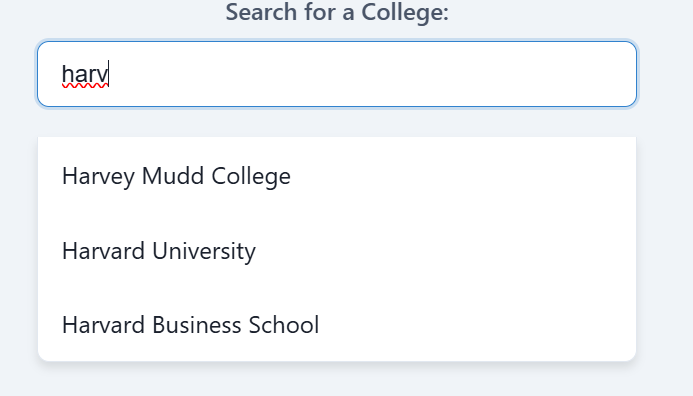 Search for a College:
harv
Harvey Mudd College
Harvard University
Harvard Business School